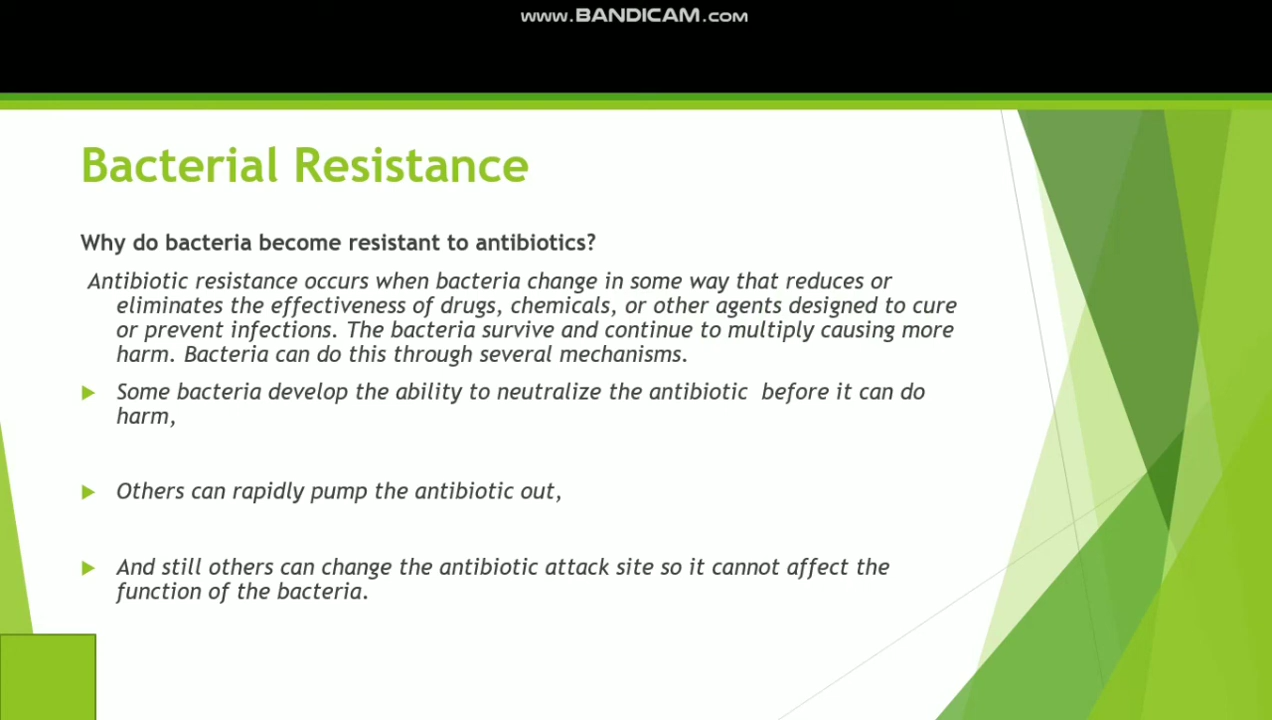 www.BANDICAM.com
Bacterial Resistance
Why do bacteria become resistant to antibiotics?
Antibiotic resistance occurs when bacteria change in some way that reduces or
eliminates the effectiveness of drugs, chemicals, or other agents designed to cure
or prevent infections. The bacteria survive and continue to multiply causing more
harm. Bacteria can do this through several mechanisms.
Some bacteria develop the ability to neutralize the antibiotic before it can do
harm,
Others can rapidly pump the antibiotic out,
And still others can change the antibiotic attack site so it cannot affect the
function of the bacteria.